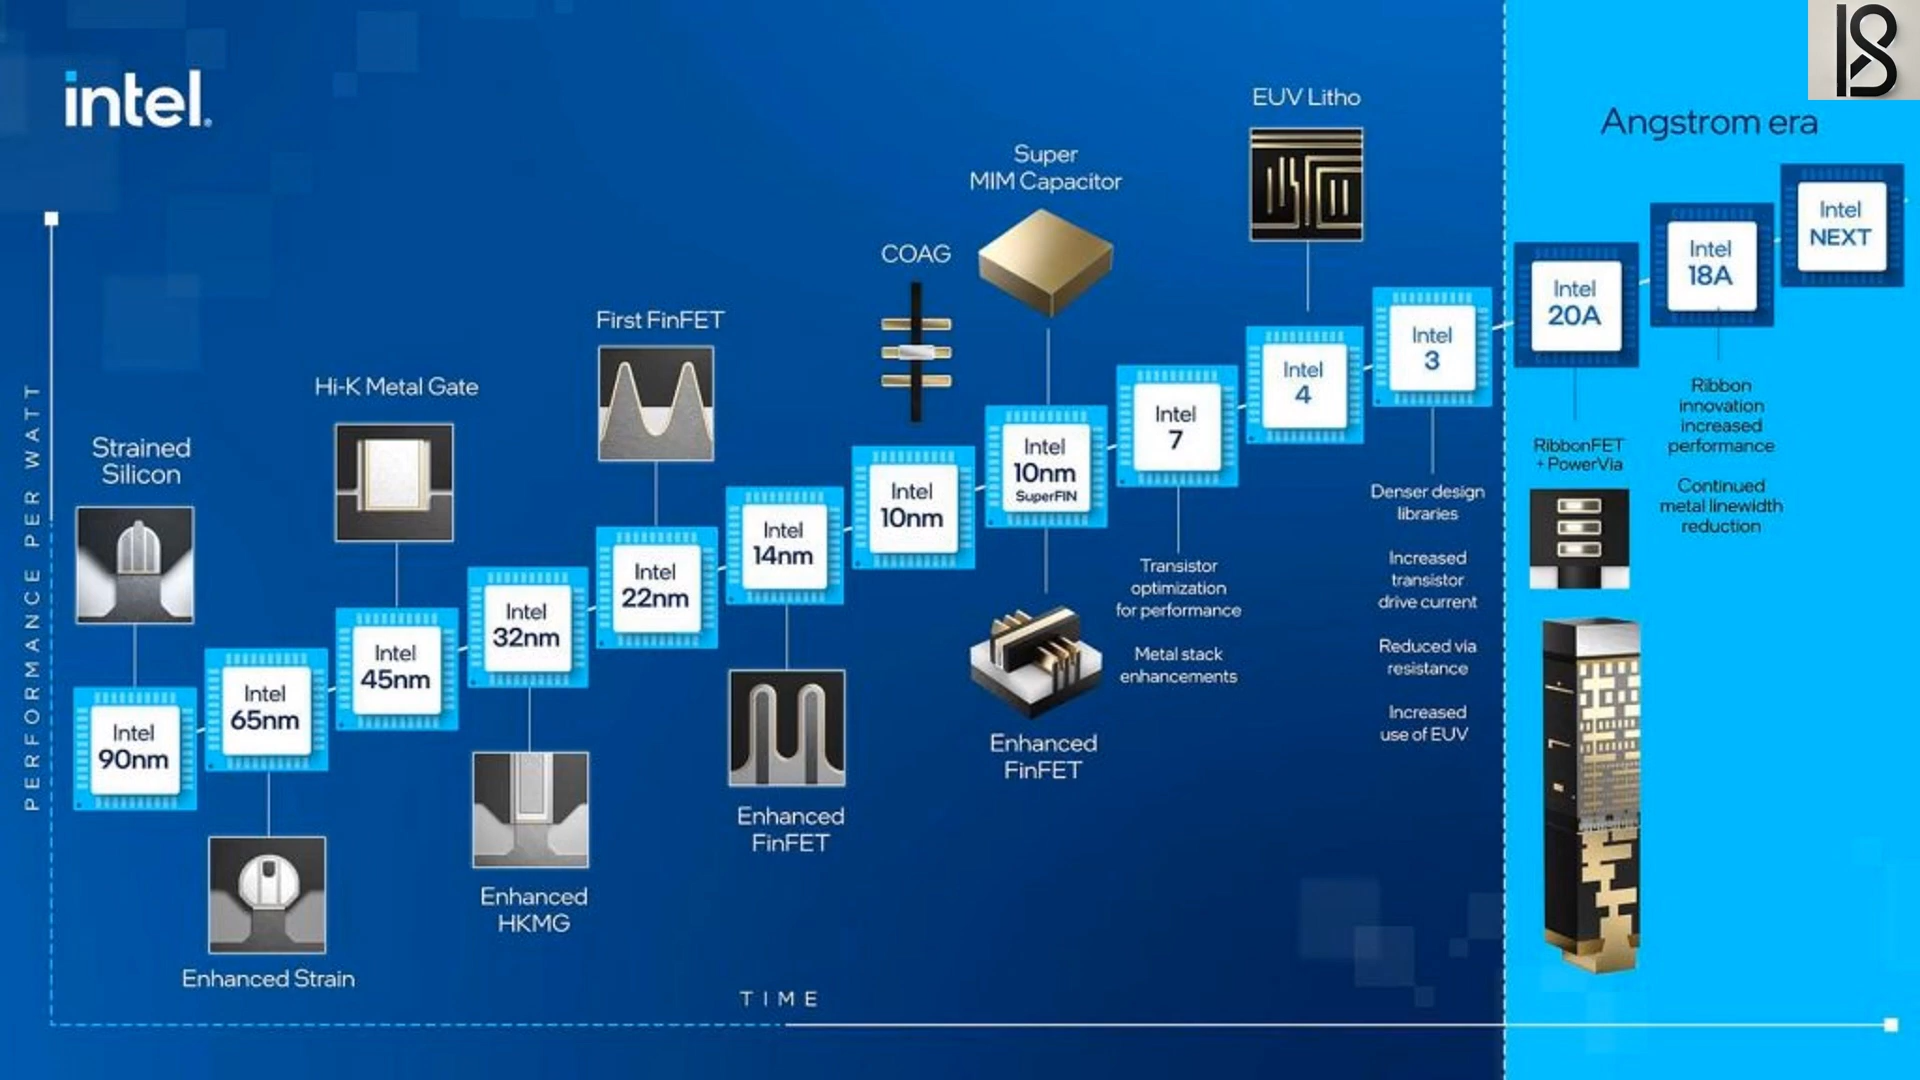 intel.
PERFORMANCE PER WATT
TIME
Strained
Silicon
Intel
90nm
Intel
65nm
Enhanced Strain
Hi-K Metal Gate
Intel
45nm
Intel
32nm
Enhanced
HKMG
First FinFET
Intel
22nm
Intel
14nm
Enhanced
FinFET
COAG
Intel
10nm
Super
MIM Capacitor
Intel
10nm
SuperFIN
Enhanced
FinFET
Intel
7
Transistor
optimization
for performance
Metal stack
enhancements
EUV Litho
Intel
4
Intel
3
Denser design
libraries
Increased
transistor
drive current
Reduced via
resistance
Increased
use of EUV
Angstrom era
Intel
20A
RibbonFET
+ PowerVia
Intel
18A
Ribbon
innovation
increased
performance
Continued
metal linewidth
reduction
Intel
NEXT